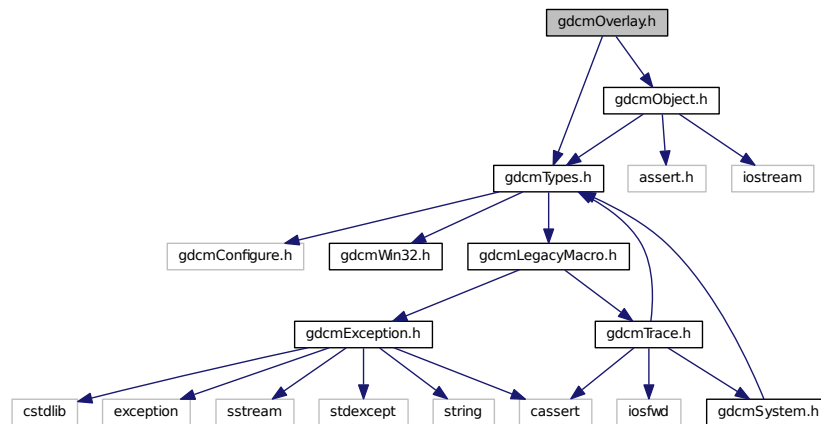 gdcmOverlay.h
gdcmObject.h
gdcmTypes.h
assert.h
iostream
gdcmConfigure.h
gdcmWin32.h
gdcmLegacyMacro.h
gdcmException.h
gdcmTrace.h
cstdlib
exception
sstream
stdexcept
string
cassert
iosfwd
gdcmSystem.h